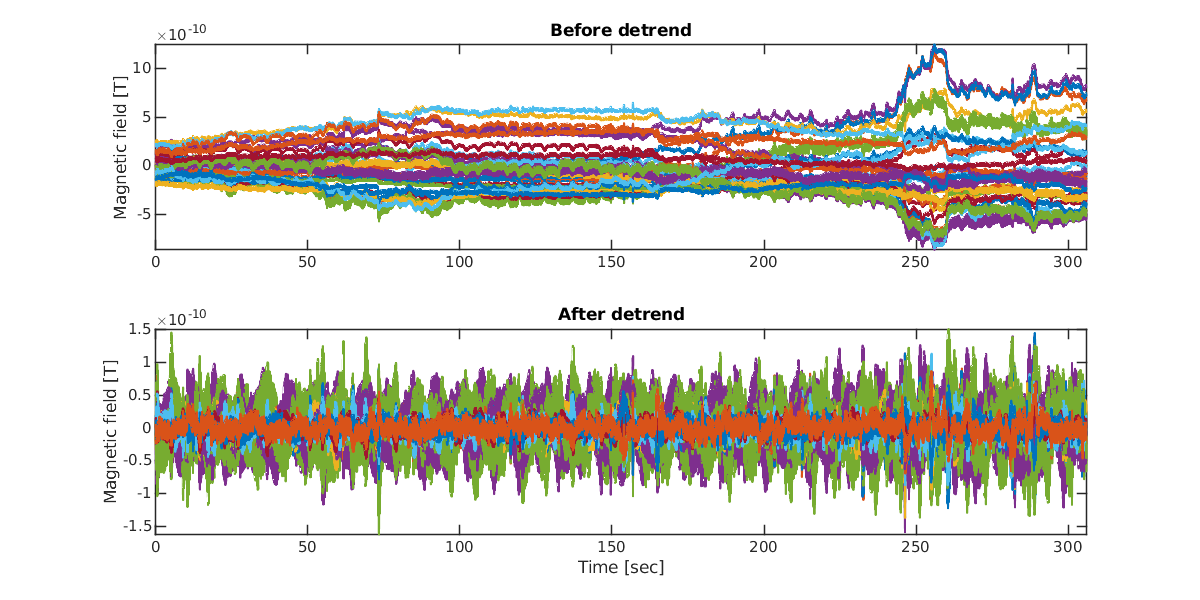 Before detrend
×10-10
10
5
0
-5
Magnetic field [T]
0 50 100 150 200 250 300
After detrend
×10-10
1.5
1
0.5
0
-0.5
-1
-1.5
Magnetic field [T]
0 50 100 150 200 250 300
Time [sec]